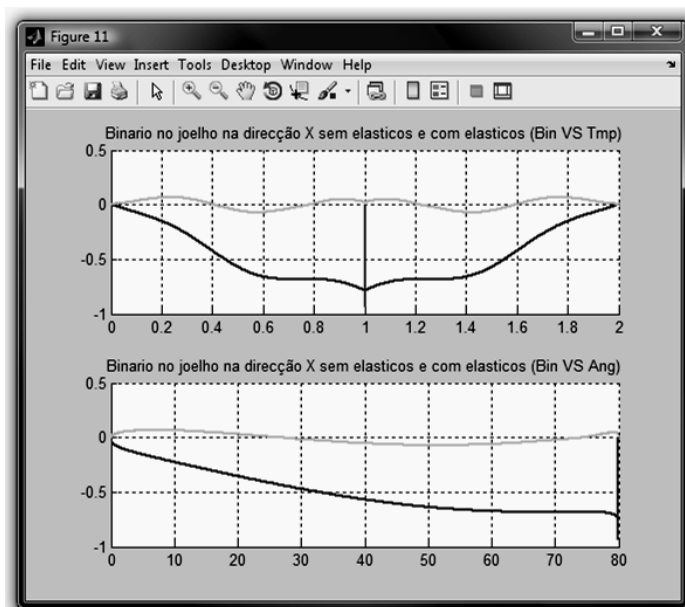 Figure 11
File Edit View Insert Tools Desktop Window Help
Binario no joelho na direcção X sem elasticos e com elasticos (Bin VS Tmp)
0.5
0
-0.5
-1
0 0.2 0.4 0.6 0.8 1 1.2 1.4 1.6 1.8 2
Binario no joelho na direcção X sem elasticos e com elasticos (Bin VS Ang)
0.5
0
-0.5
-1
0 10 20 30 40 50 60 70 80